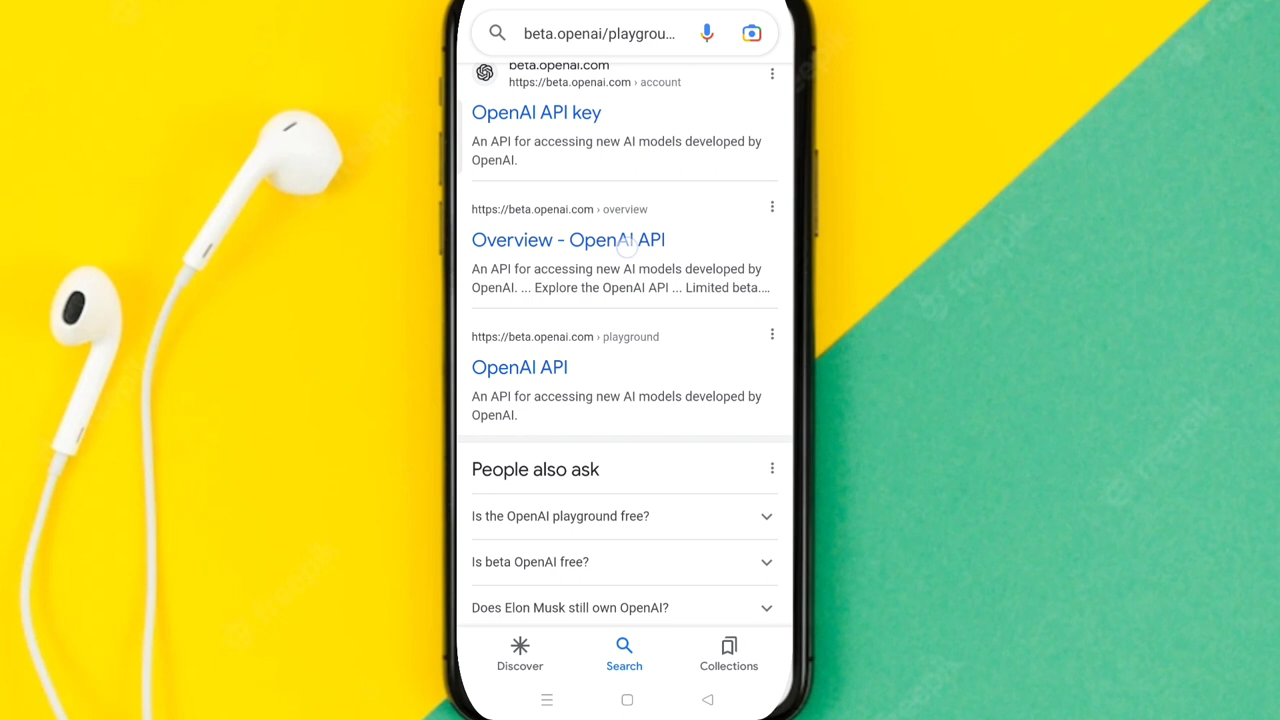 beta.openai/playgrou...
beta.openai.com
https://beta.openai.com › account
OpenAI API key
An API for accessing new AI models developed by
OpenAI.
https://beta.openai.com › overview
Overview - OpenAI API
An API for accessing new AI models developed by
OpenAI. ... Explore the OpenAI API ... Limited beta....
https://beta.openai.com › playground
OpenAI API
An API for accessing new AI models developed by
OpenAI.
People also ask
Is the OpenAI playground free?
Is beta OpenAI free?
Does Elon Musk still own OpenAI?
Discover
Search
Collections
freepik
freepik
freepik